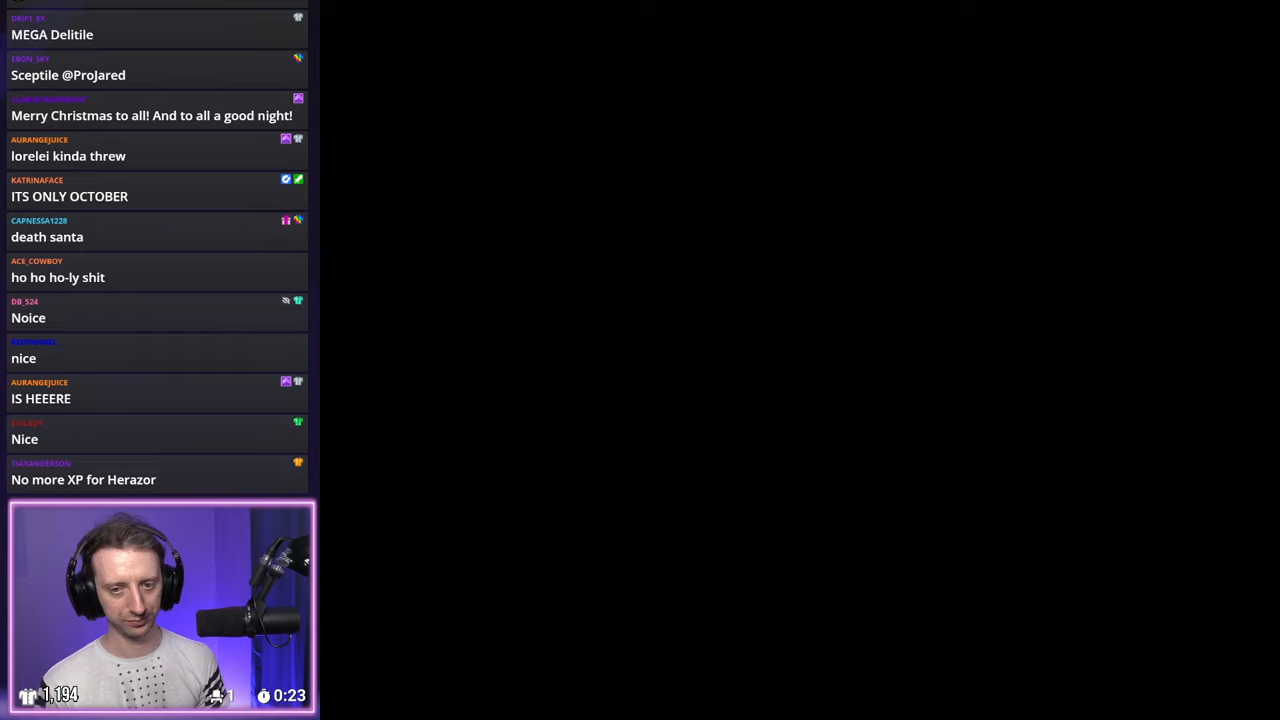 DRIFT_EX
MEGA Delitile
EBON_SKY
Sceptile @ProJared
Merry Christmas to all! And to all a good night!
AURANGEJUICE
lorelei kinda threw
KATRINAFACE
ITS ONLY OCTOBER
CAPNESSA1228
death santa
ACE_COWBOY
ho ho ho-ly shit
DB_524
Noice
nice
AURANGEJUICE
IS HEEERE
Nice
TIAKANDERSON
No more XP for Herazor
1,194
1
0:23